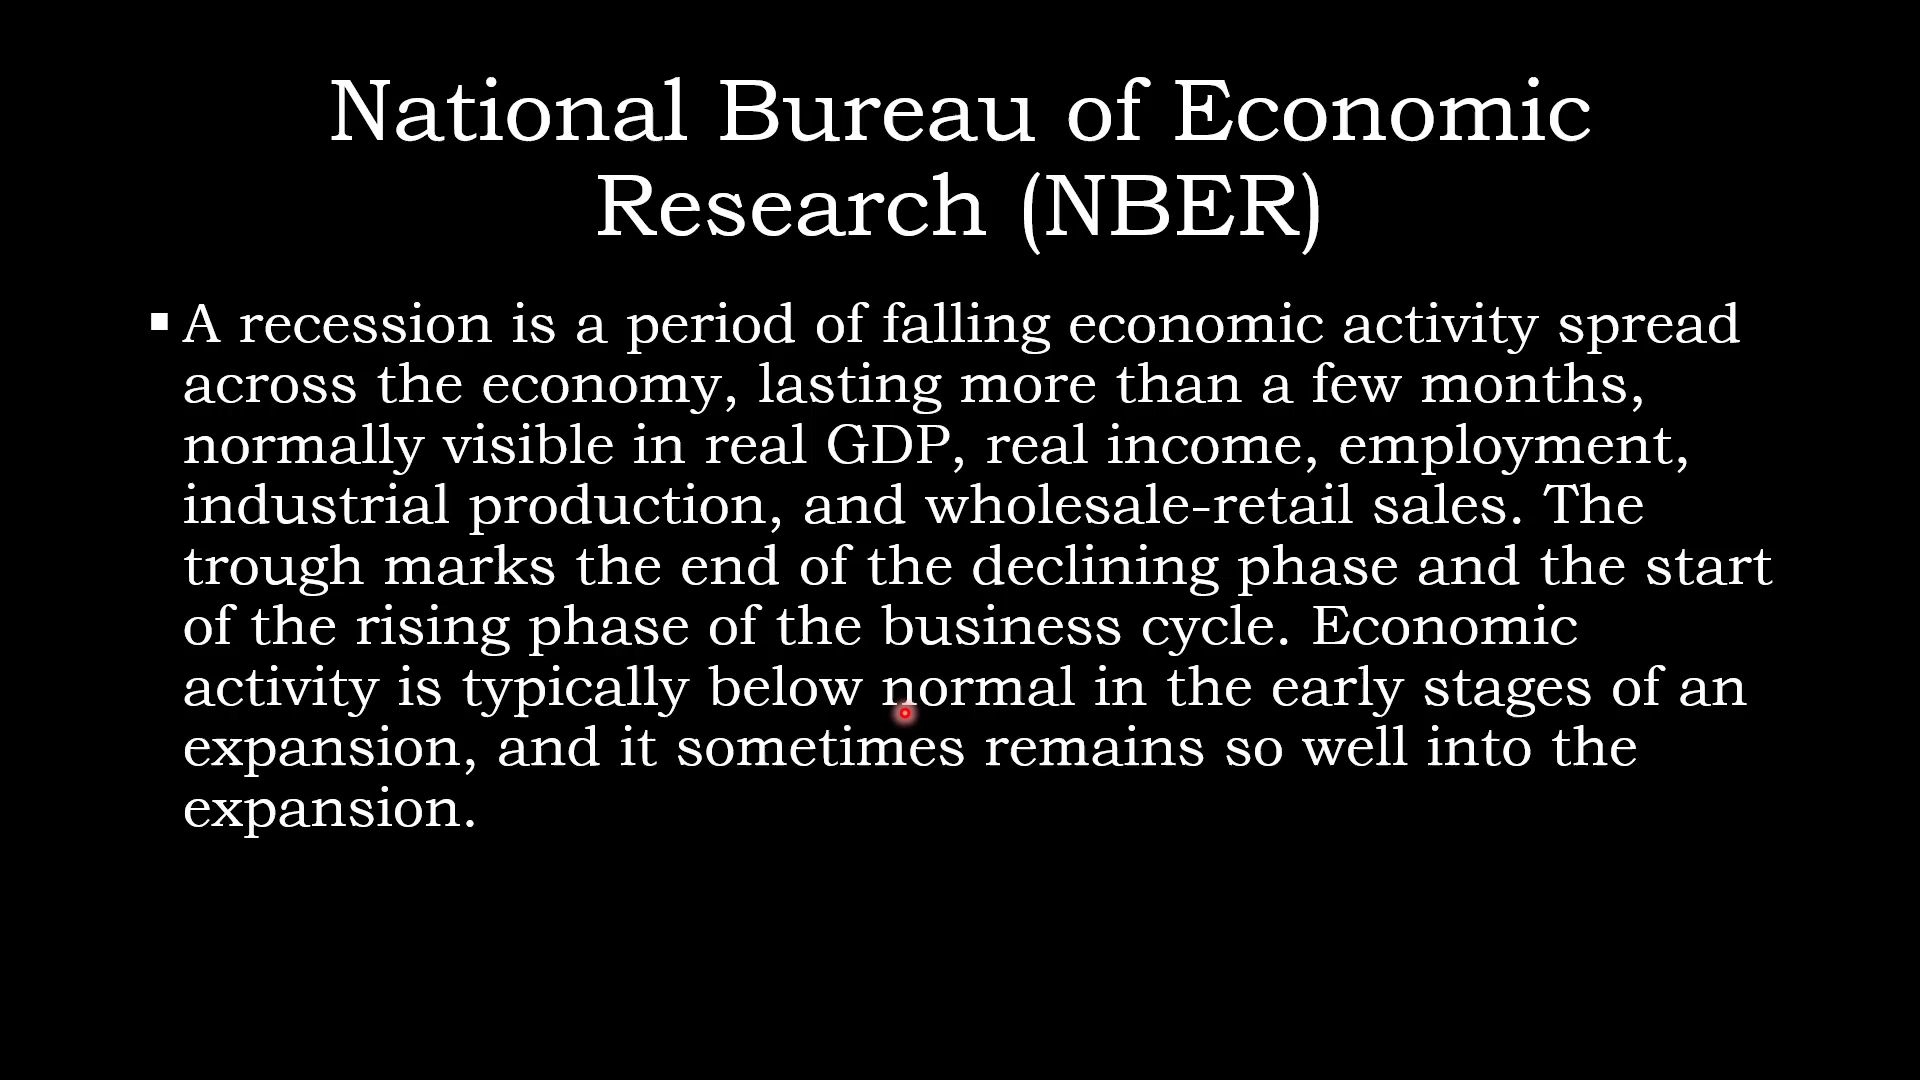 National Bureau of Economic
Research (NBER)
▪ A recession is a period of falling economic activity spread
across the economy, lasting more than a few months,
normally visible in real GDP, real income, employment,
industrial production, and wholesale-retail sales. The
trough marks the end of the declining phase and the start
of the rising phase of the business cycle. Economic
activity is typically below normal in the early stages of an
expansion, and it sometimes remains so well into the
expansion.